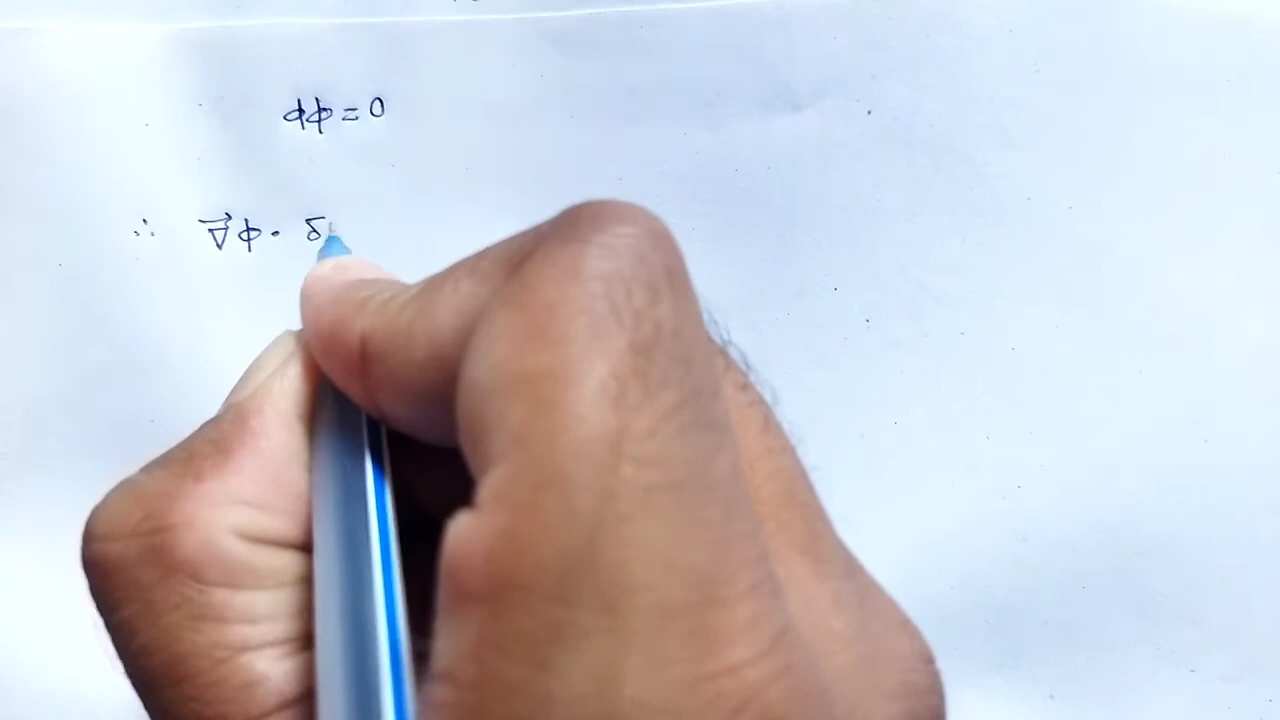 dϕ = 0
∴ ∇⃗ϕ · δ